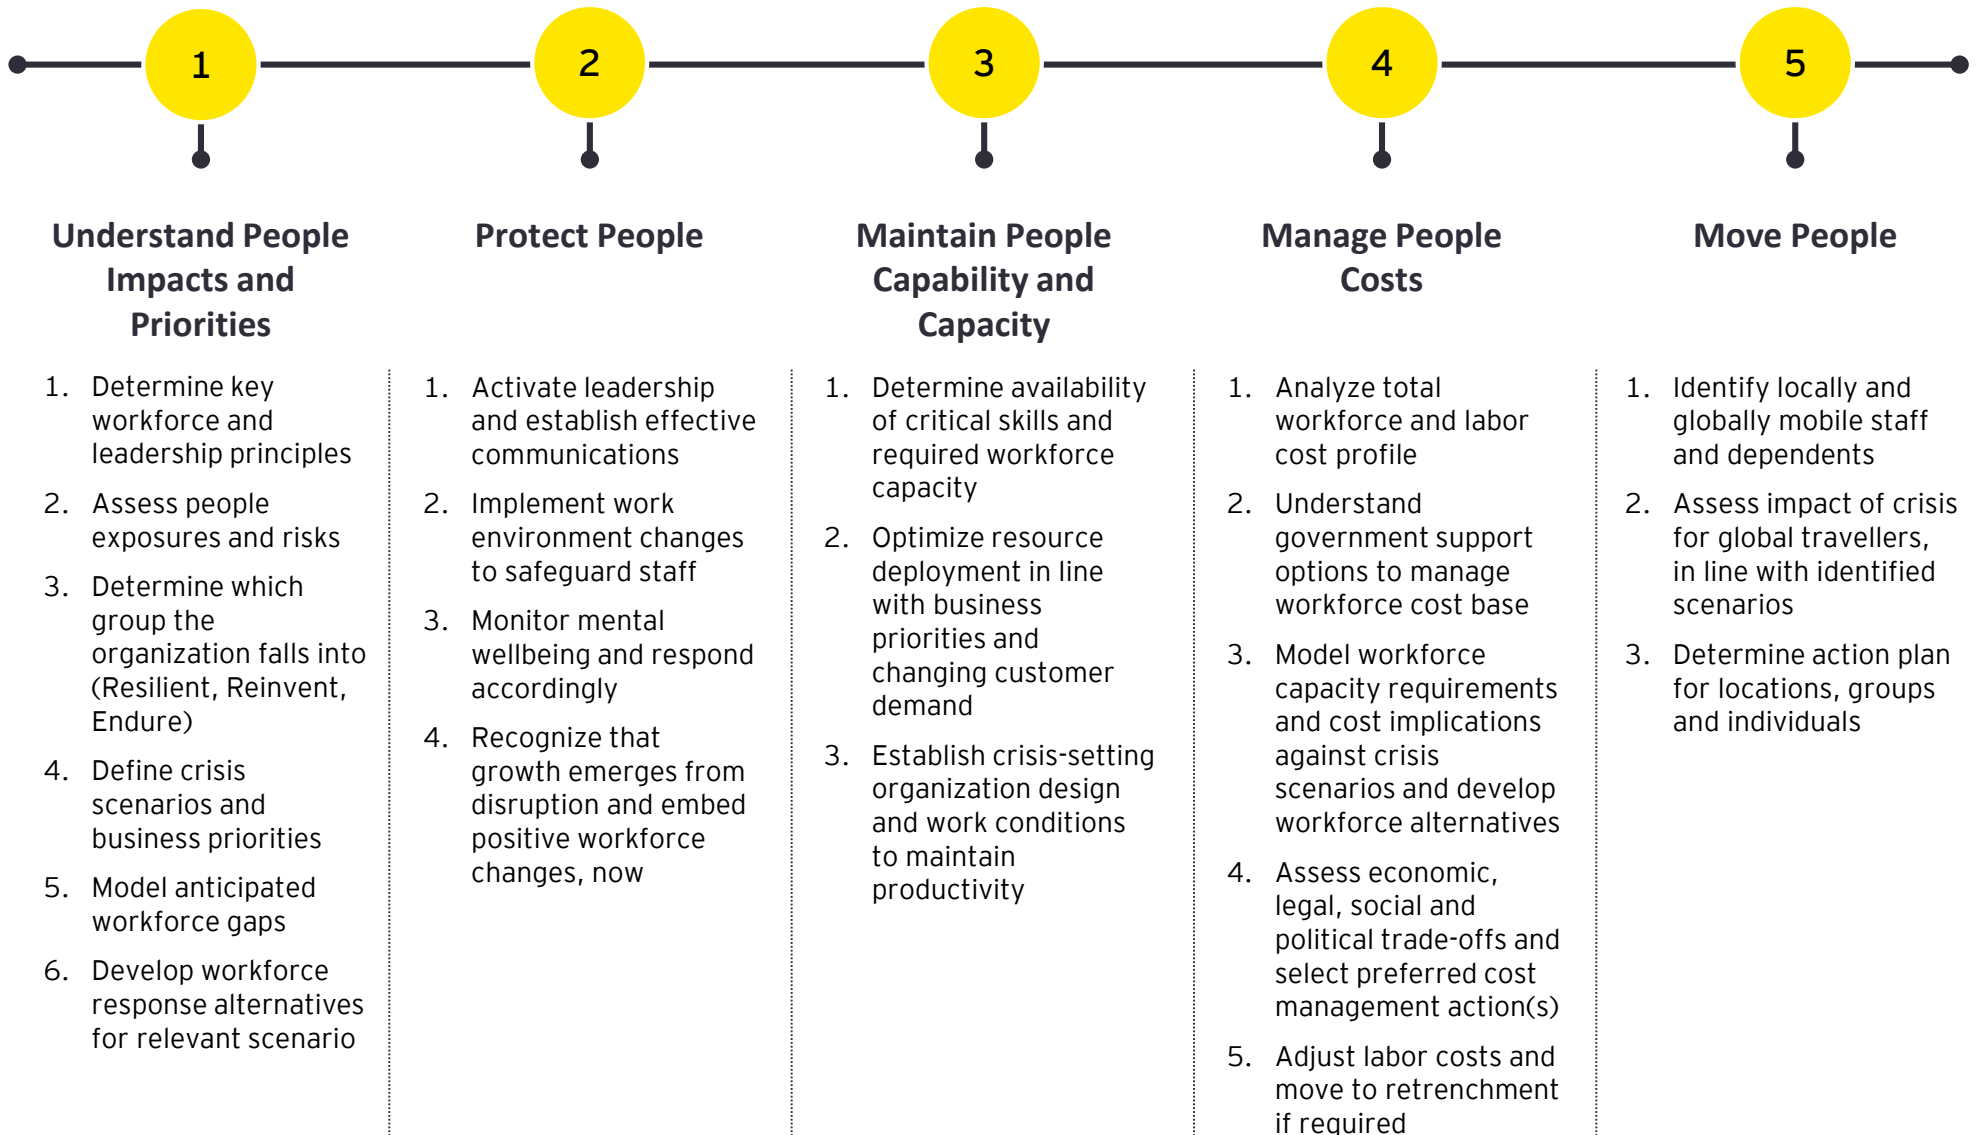 1
2
3
4
5
Understand People
Impacts and
Priorities
1. Determine key
workforce and
leadership principles
2. Assess people
exposures and risks
3. Determine which
group the
organization falls into
(Resilient, Reinvent,
Endure)
4. Define crisis
scenarios and
business priorities
5. Model anticipated
workforce gaps
6. Develop workforce
response alternatives
for relevant scenario
Protect People
1. Activate leadership
and establish effective
communications
2. Implement work
environment changes
to safeguard staff
3. Monitor mental
wellbeing and respond
accordingly
4. Recognize that
growth emerges from
disruption and embed
positive workforce
changes, now
Maintain People
Capability and
Capacity
1. Determine availability
of critical skills and
required workforce
capacity
2. Optimize resource
deployment in line
with business
priorities and
changing customer
demand
3. Establish crisis-setting
organization design
and work conditions
to maintain
productivity
Manage People
Costs
1. Analyze total
workforce and labor
cost profile
2. Understand
government support
options to manage
workforce cost base
3. Model workforce
capacity requirements
and cost implications
against crisis
scenarios and develop
workforce alternatives
4. Assess economic,
legal, social and
political trade-offs and
select preferred cost
management action(s)
5. Adjust labor costs and
move to retrenchment
if required
Move People
1. Identify locally and
globally mobile staff
and dependents
2. Assess impact of crisis
for global travellers,
in line with identified
scenarios
3. Determine action plan
for locations, groups
and individuals